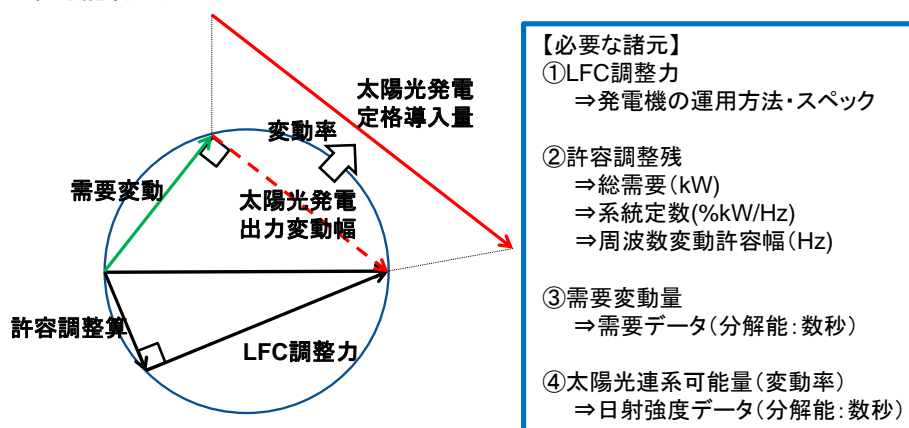 太陽光発電
定格導入量
変動率
需要変動
太陽光発電
出力変動幅
許容調整算
LFC調整力
【必要な諸元】
①LFC調整力
⇒発電機の運用方法・スペック
②許容調整残
⇒総需要(kW)
⇒系統定数(%kW/Hz)
⇒周波数変動許容幅(Hz)
③需要変動量
⇒需要データ(分解能:数秒)
④太陽光連系可能量(変動率)
⇒日射強度データ(分解能:数秒)